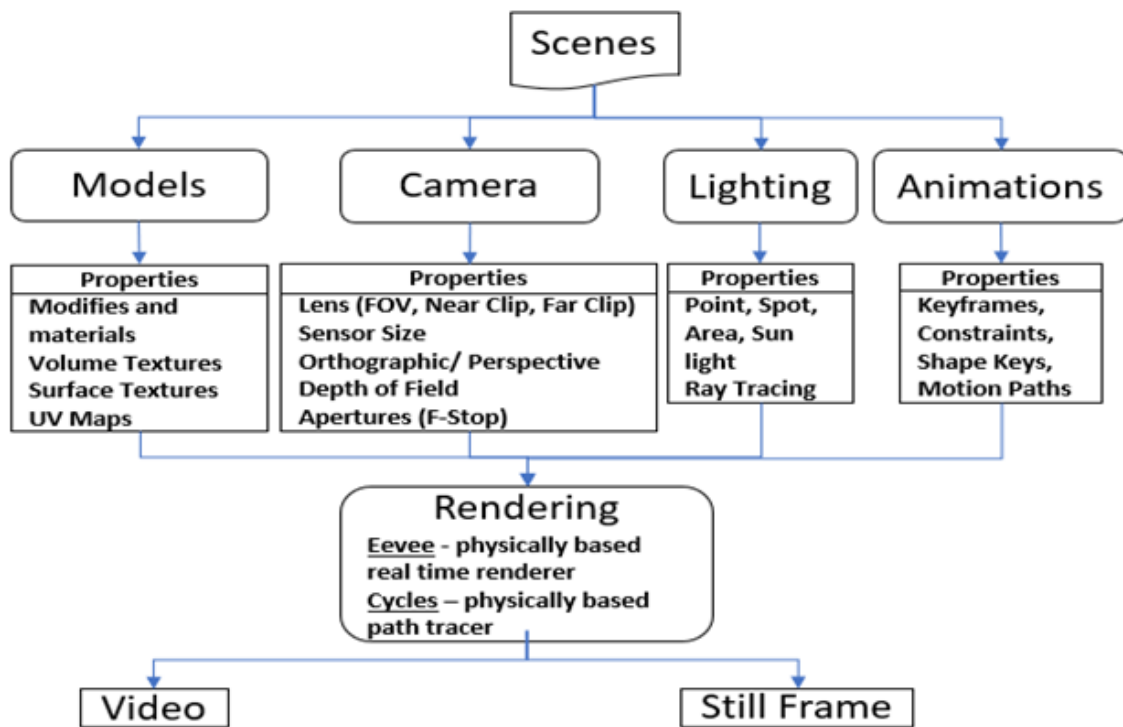 Scenes
Models
Camera
Lighting
Animations
Properties
Modifies and
materials
Volume Textures
Surface Textures
UV Maps
Properties
Lens (FOV, Near Clip, Far Clip)
Sensor Size
Orthographic/ Perspective
Depth of Field
Apertures (F-Stop)
Properties
Point, Spot,
Area, Sun
light
Ray Tracing
Properties
Keyframes,
Constraints,
Shape Keys,
Motion Paths
Rendering
Eevee - physically based
real time renderer
Cycles – physically based
path tracer
Video
Still Frame